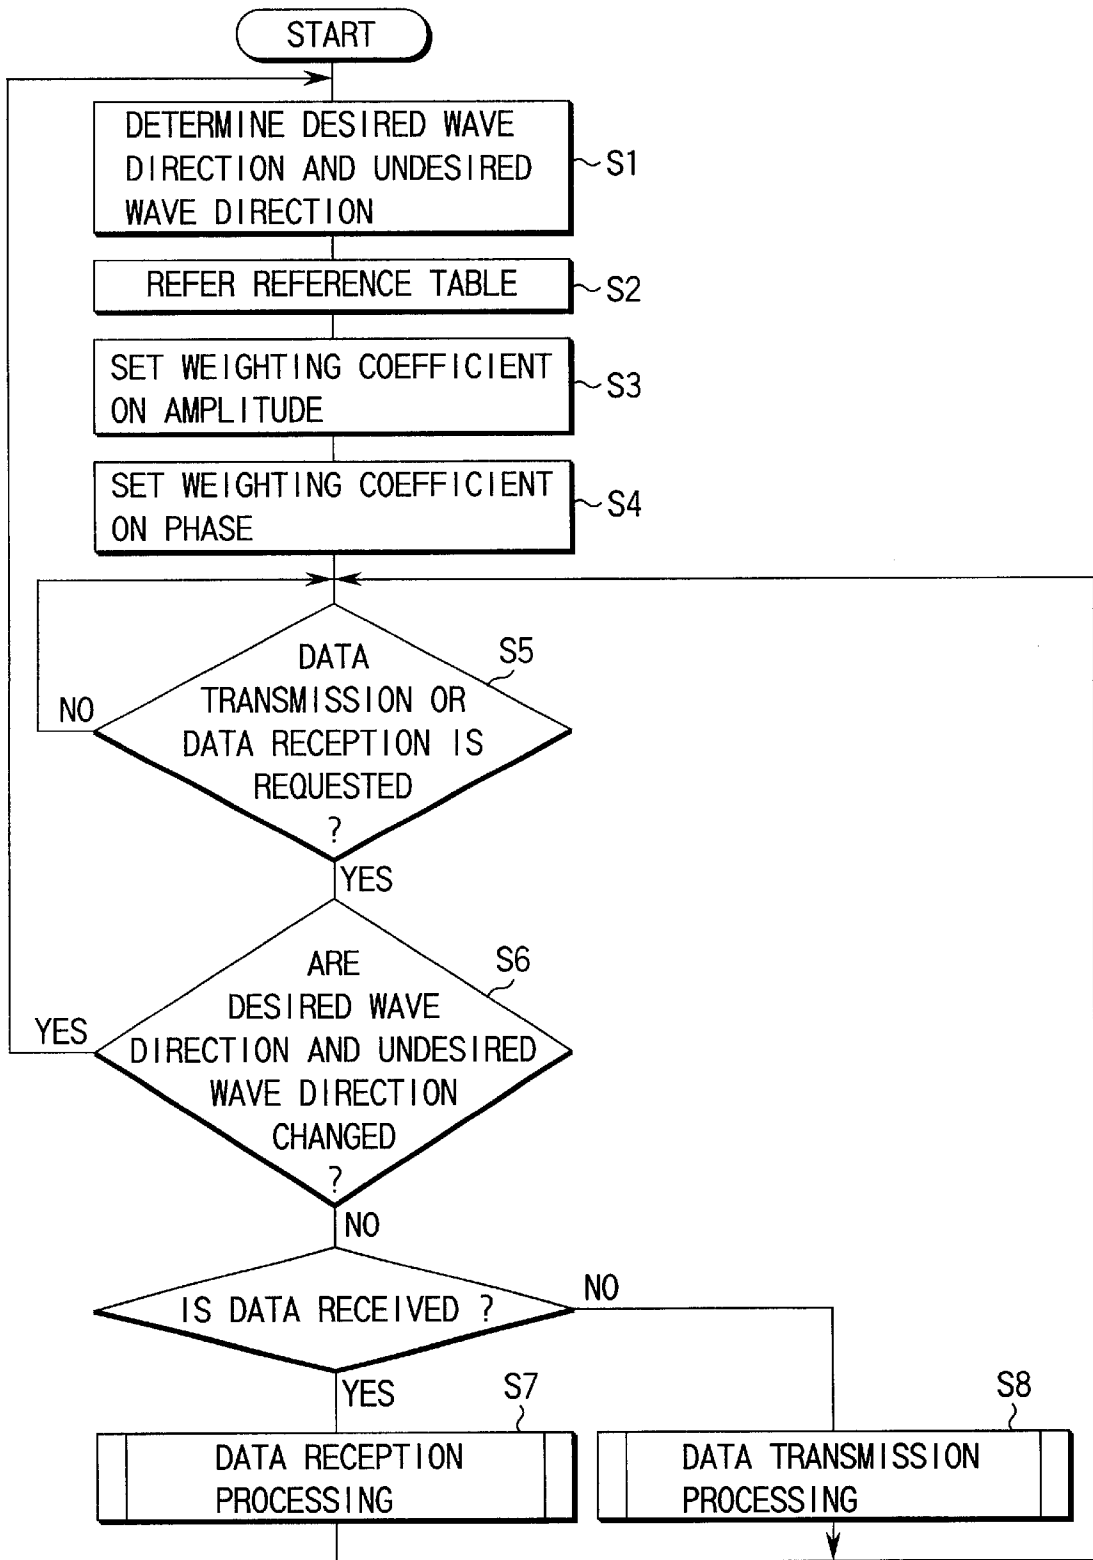 START
DETERMINE DESIRED WAVE
DIRECTION AND UNDESIRED
WAVE DIRECTION
S1
REFER REFERENCE TABLE
S2
SET WEIGHTING COEFFICIENT
ON AMPLITUDE
S3
SET WEIGHTING COEFFICIENT
ON PHASE
S4
DATA
TRANSMISSION OR
DATA RECEPTION IS
REQUESTED
?
S5
NO
YES
ARE
DESIRED WAVE
DIRECTION AND UNDESIRED
WAVE DIRECTION
CHANGED
?
S6
YES
NO
IS DATA RECEIVED ?
NO
YES
S7
DATA RECEPTION
PROCESSING
S8
DATA TRANSMISSION
PROCESSING